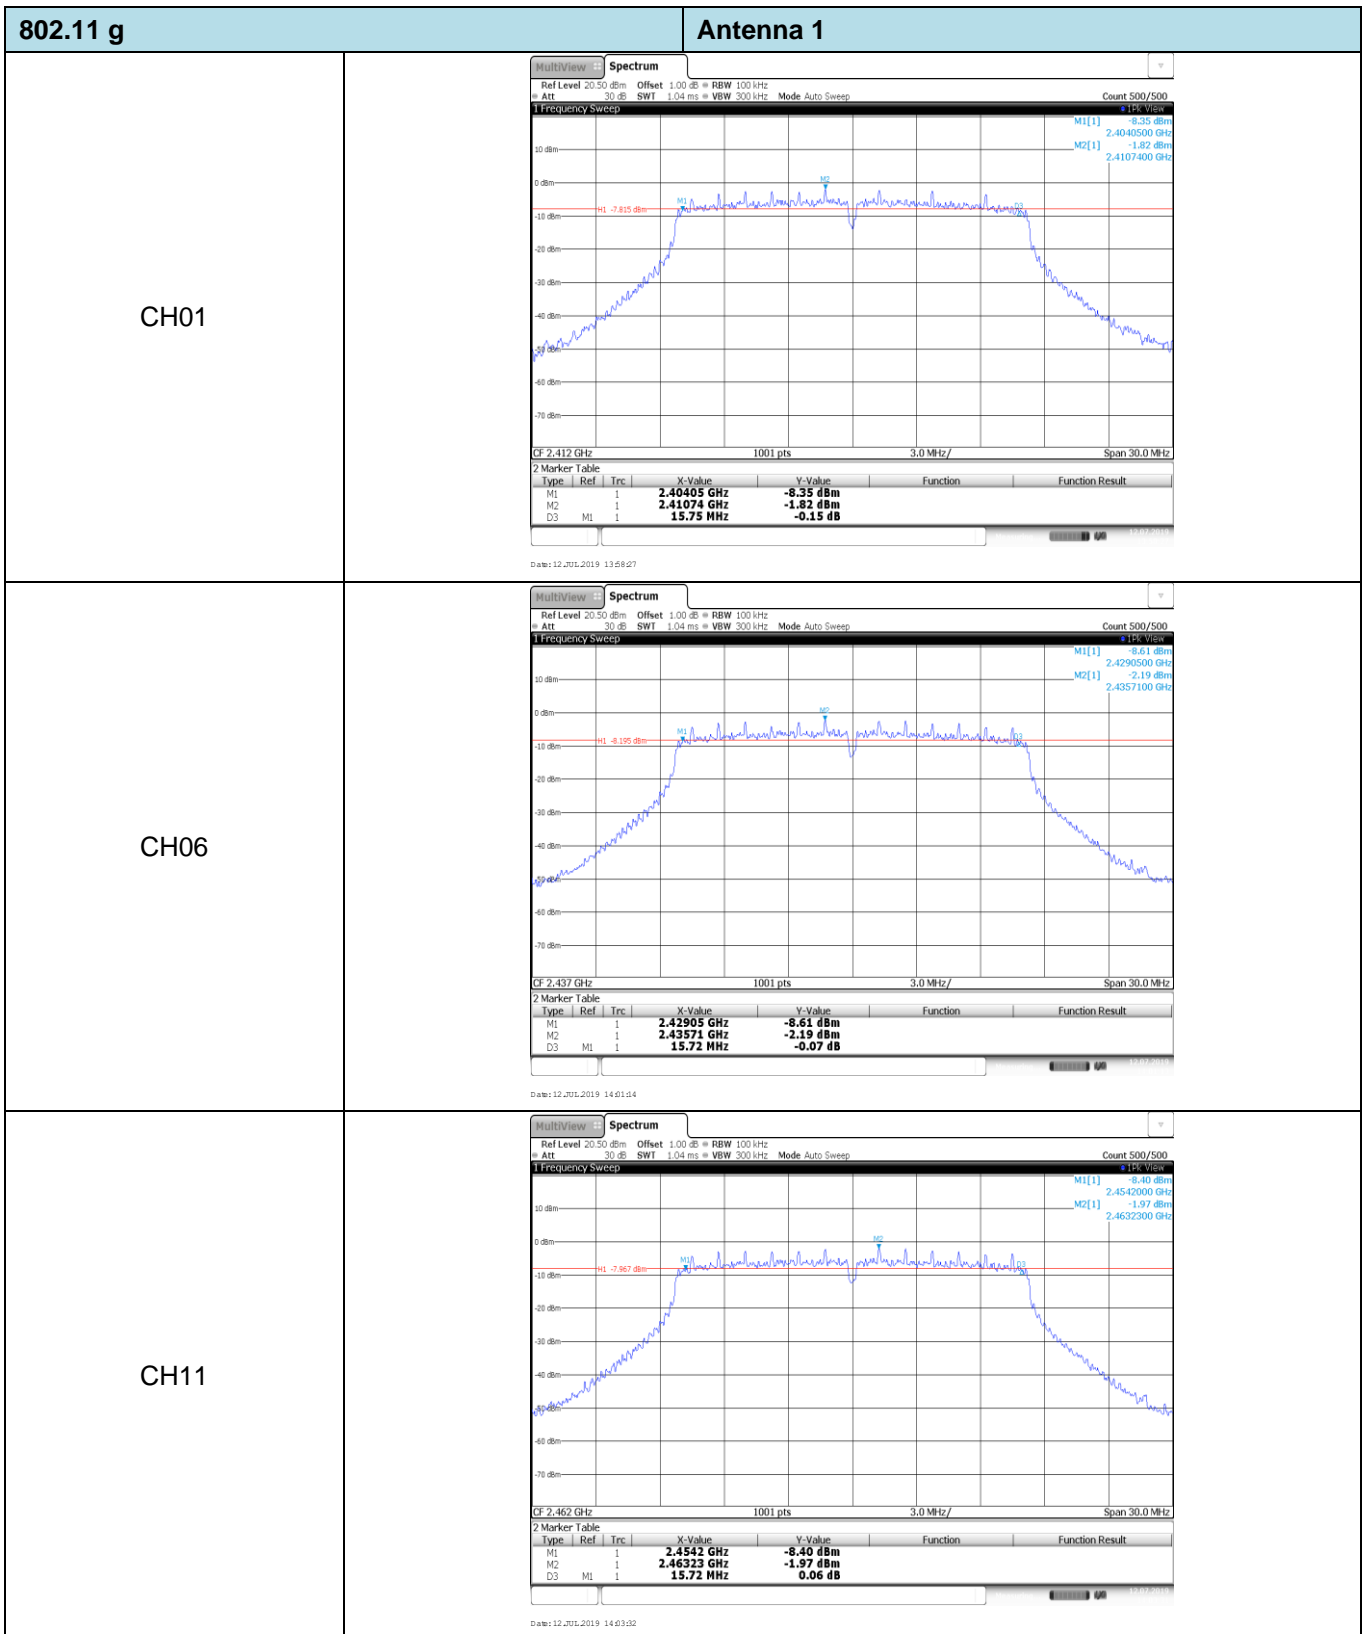 802.11 g Antenna 1
CH01
MultiView Spectrum
Ref Level 20.50 dBm Offset 1.00 dB RBW 100 kHz
Att 30 dB SWT 1.04 ms VBW 300 kHz Mode Auto Sweep Count 500/500
1 Frequency Sweep 1Pk View
M1[1] -8.35 dBm
2.4040500 GHz
M2[1] -1.82 dBm
2.4107400 GHz
10 dBm
0 dBm
M2
M1
D3
H1 -7.815 dBm
-10 dBm
-20 dBm
-30 dBm
-40 dBm
-50 dBm
-60 dBm
-70 dBm
CF 2.412 GHz 1001 pts 3.0 MHz/ Span 30.0 MHz
2 Marker Table
Type Ref Trc X-Value Y-Value Function Function Result
M1 1 2.40405 GHz -8.35 dBm
M2 1 2.41074 GHz -1.82 dBm
D3 M1 1 15.75 MHz -0.15 dB
12.07.2019
Date: 12.JUL.2019 13:58:27
CH06
MultiView Spectrum
Ref Level 20.50 dBm Offset 1.00 dB RBW 100 kHz
Att 30 dB SWT 1.04 ms VBW 300 kHz Mode Auto Sweep Count 500/500
1 Frequency Sweep 1Pk View
M1[1] -8.61 dBm
2.4290500 GHz
M2[1] -2.19 dBm
2.4357100 GHz
10 dBm
0 dBm
M2
M1
D3
H1 -8.195 dBm
-10 dBm
-20 dBm
-30 dBm
-40 dBm
-50 dBm
-60 dBm
-70 dBm
CF 2.437 GHz 1001 pts 3.0 MHz/ Span 30.0 MHz
2 Marker Table
Type Ref Trc X-Value Y-Value Function Function Result
M1 1 2.42905 GHz -8.61 dBm
M2 1 2.43571 GHz -2.19 dBm
D3 M1 1 15.72 MHz -0.07 dB
12.07.2019
Date: 12.JUL.2019 14:01:14
CH11
MultiView Spectrum
Ref Level 20.50 dBm Offset 1.00 dB RBW 100 kHz
Att 30 dB SWT 1.04 ms VBW 300 kHz Mode Auto Sweep Count 500/500
1 Frequency Sweep 1Pk View
M1[1] -8.40 dBm
2.4542000 GHz
M2[1] -1.97 dBm
2.4632300 GHz
10 dBm
0 dBm
M2
M1
D3
H1 -7.967 dBm
-10 dBm
-20 dBm
-30 dBm
-40 dBm
-50 dBm
-60 dBm
-70 dBm
CF 2.462 GHz 1001 pts 3.0 MHz/ Span 30.0 MHz
2 Marker Table
Type Ref Trc X-Value Y-Value Function Function Result
M1 1 2.4542 GHz -8.40 dBm
M2 1 2.46323 GHz -1.97 dBm
D3 M1 1 15.72 MHz 0.06 dB
12.07.2019
Date: 12.JUL.2019 14:03:32